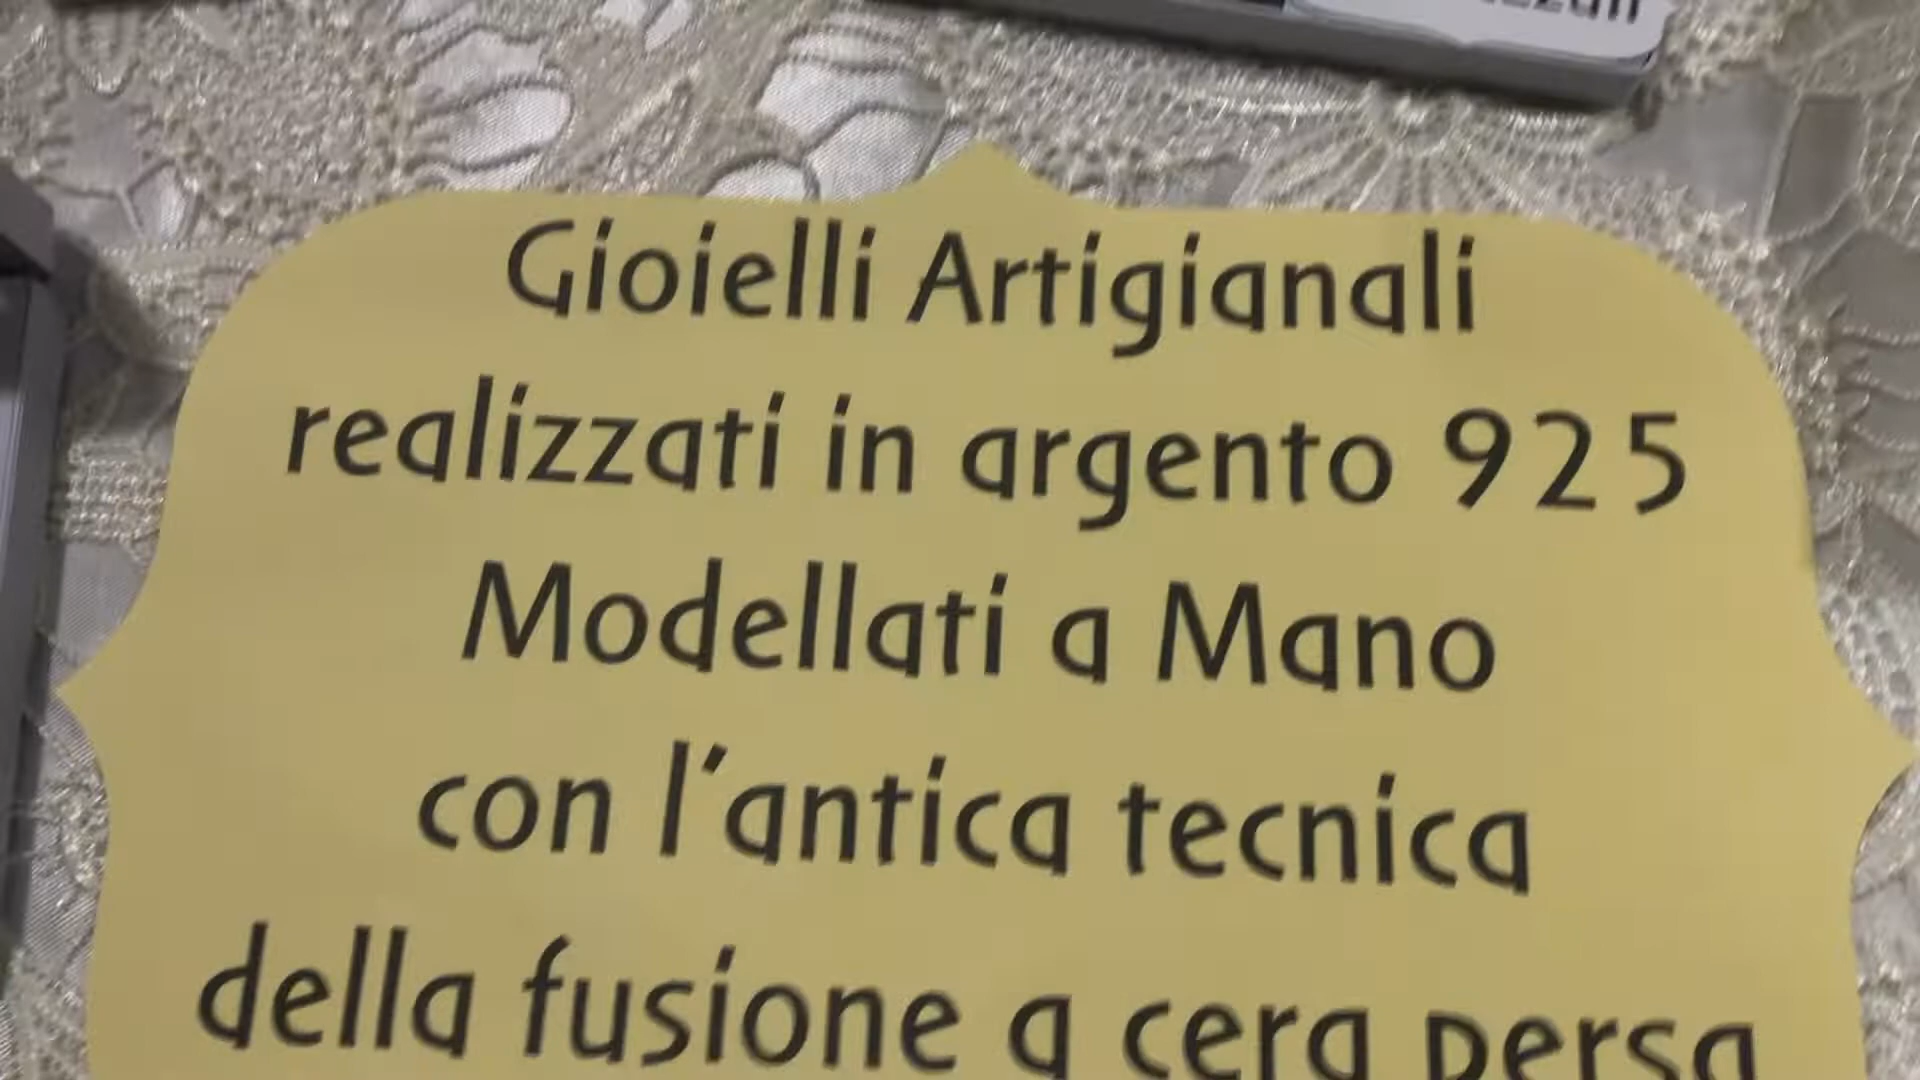 Gioielli Artigianali
realizzati in argento 925
Modellati a Mano
con l'antica tecnica
della fusione a cera persa